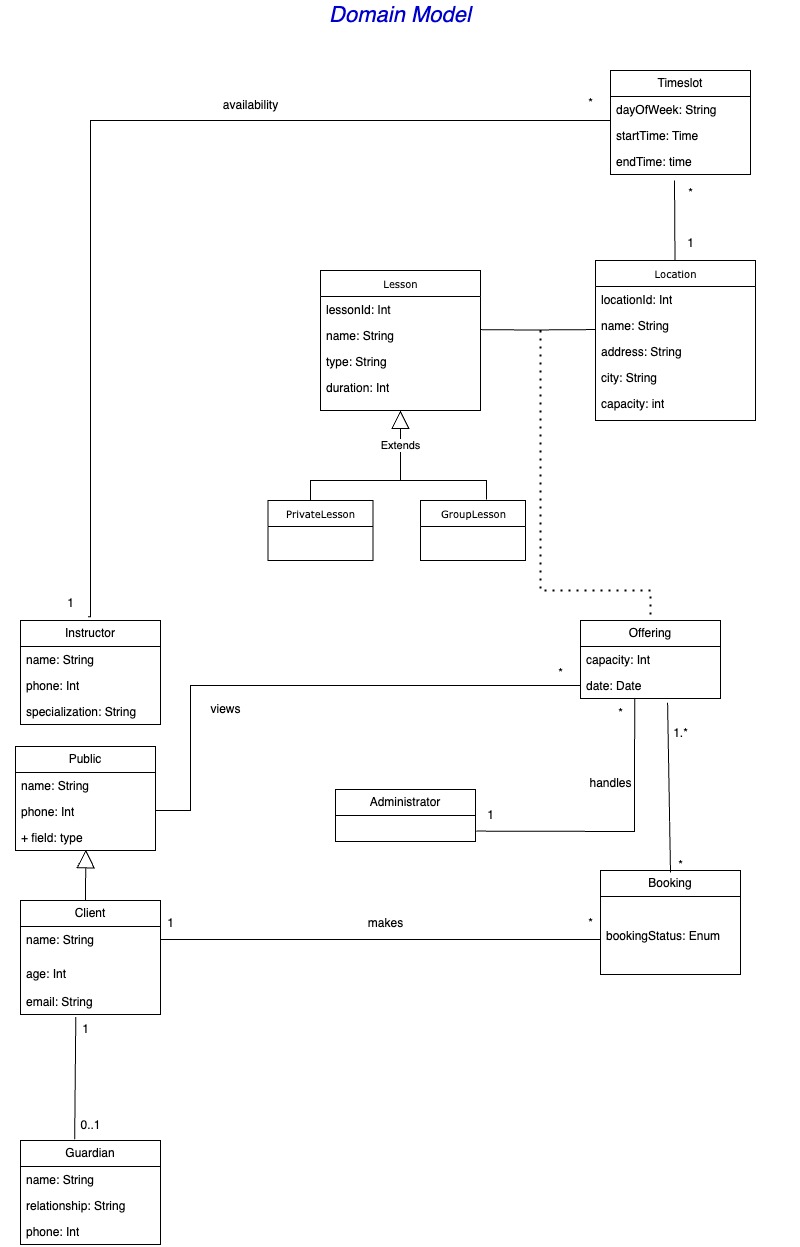 Domain Model
Timeslot
dayOfWeek: String
startTime: Time
endTime: time
availability
*
*
1
Location
locationId: Int
name: String
address: String
city: String
capacity: int
Lesson
lessonId: Int
name: String
type: String
duration: Int
Extends
PrivateLesson
GroupLesson
1
Instructor
name: String
phone: Int
specialization: String
Offering
capacity: Int
date: Date
*
views
*
1.*
Public
name: String
phone: Int
+ field: type
handles
Administrator
1
*
Booking
bookingStatus: Enum
Client
name: String
age: Int
email: String
1
makes
*
1
0..1
Guardian
name: String
relationship: String
phone: Int